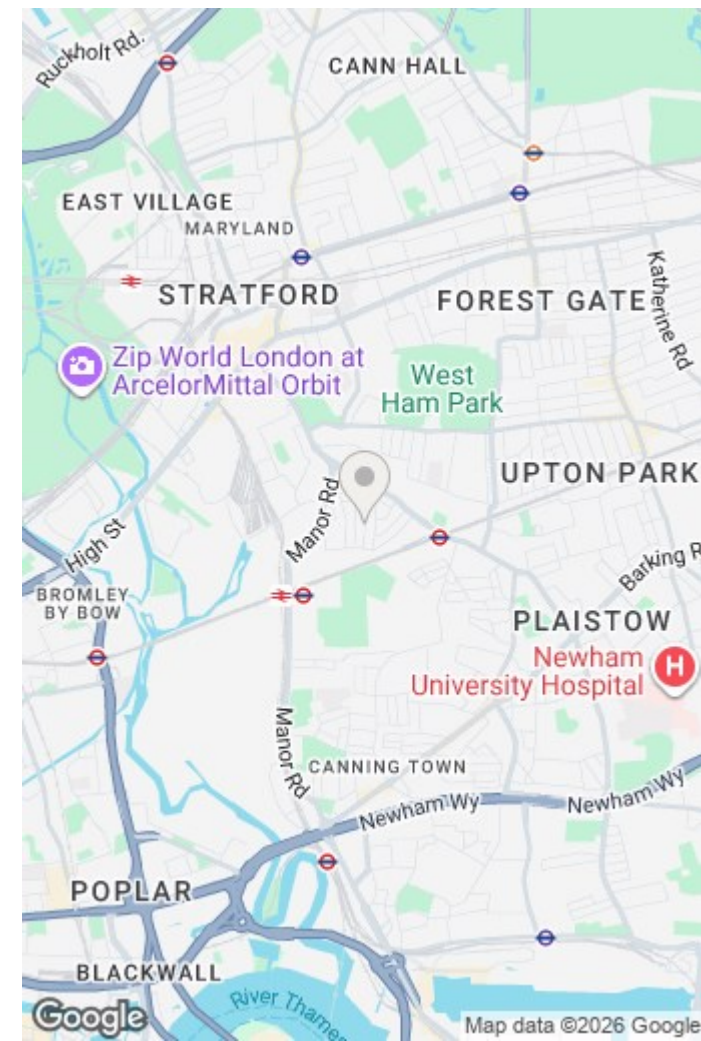 Ruckholt Rd.
CANN HALL
EAST VILLAGE
MARYLAND
STRATFORD
FOREST GATE
Katherine Rd
Zip World London at
ArcelorMittal Orbit
West
Ham Park
UPTON PARK
Manor Rd
High St
Barking R
BROMLEY
BY BOW
PLAISTOW
Newham
University Hospital
H
Manor Rd
CANNING TOWN
Newham Wy
Newham Wy
POPLAR
BLACKWALL
River Thames
Google
Map data ©2026 Google